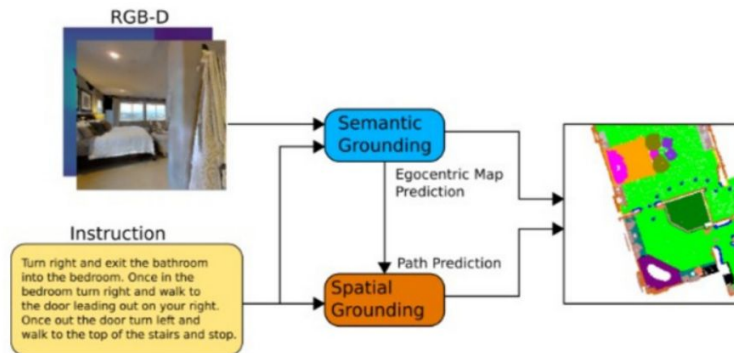 RGB-D
Semantic
Grounding
Egocentric Map
Prediction
Instruction
Turn right and exit the bathroom
into the bedroom. Once in the
bedroom turn right and walk to
the door leading out on your right.
Once out the door turn left and
walk to the top of the stairs and stop.
Path Prediction
Spatial
Grounding